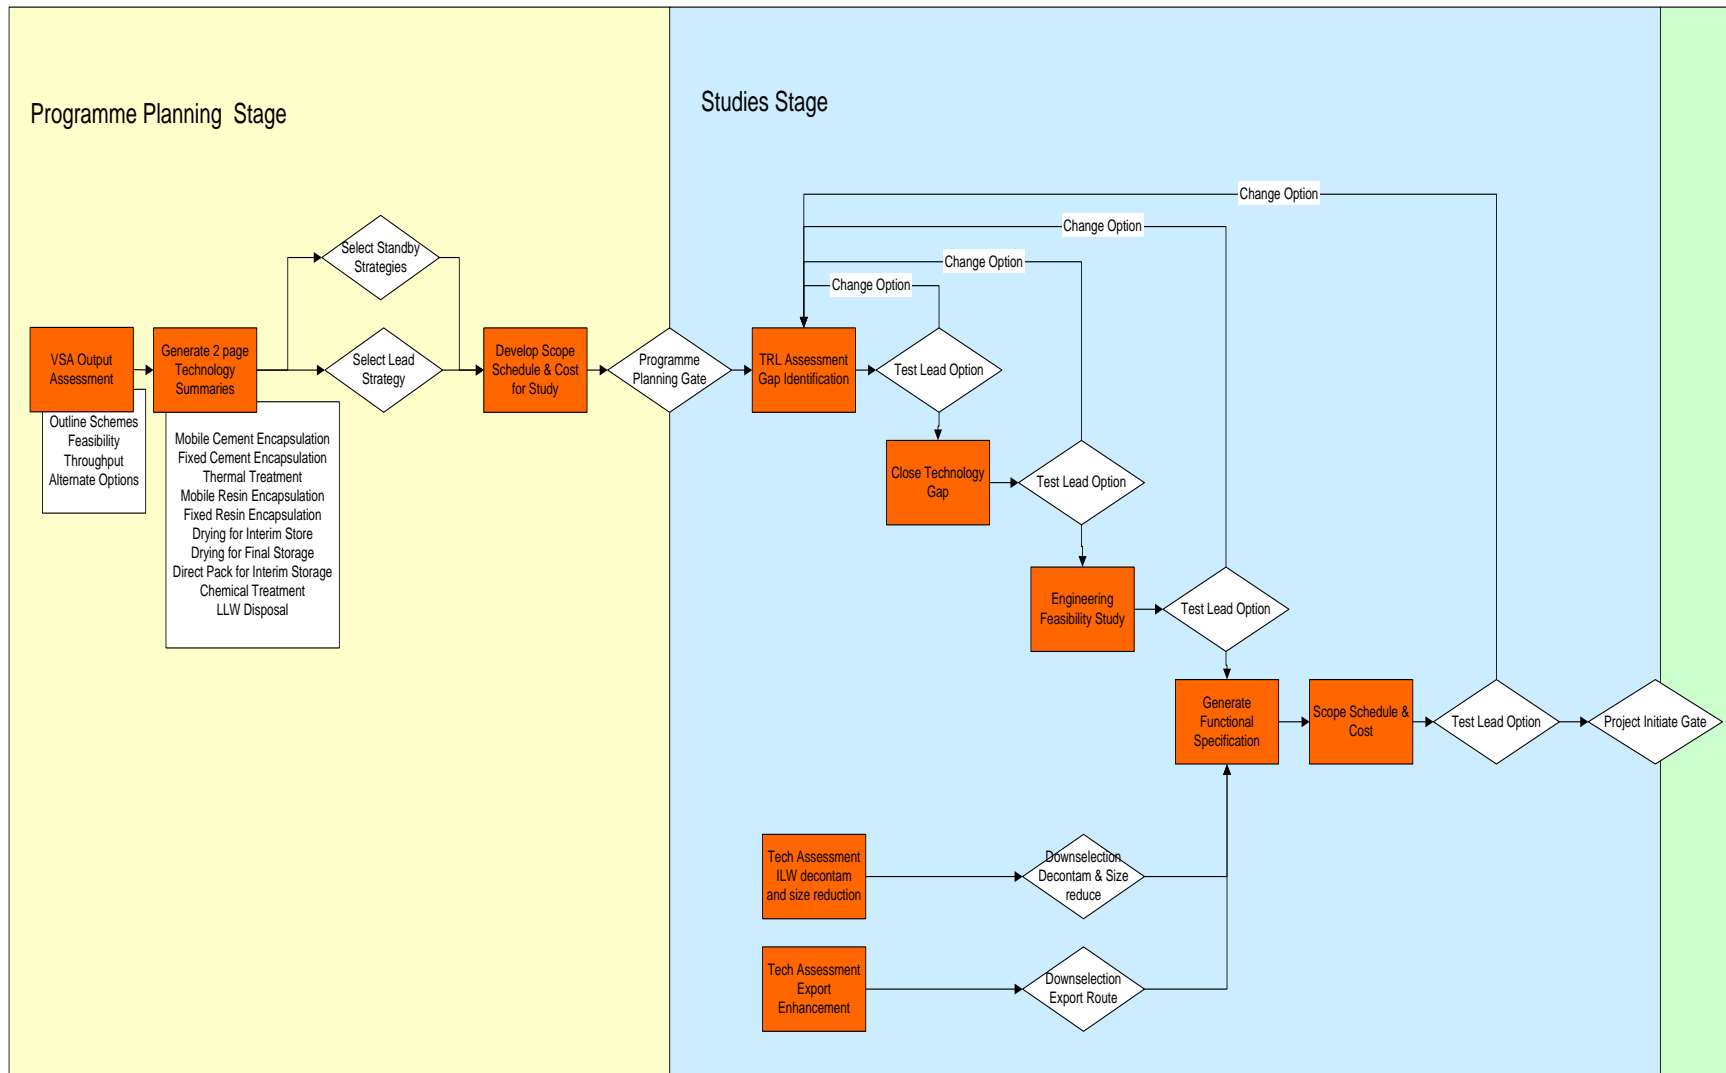 Programme Planning Stage
Studies Stage
Change Option
Change Option
Change Option
Change Option
Select Standby
Strategies
VSA Output
Assessment
Outline Schemes
Feasibility
Throughput
Alternate Options
Generate 2 page
Technology
Summaries
Mobile Cement Encapsulation
Fixed Cement Encapsulation
Thermal Treatment
Mobile Resin Encapsulation
Fixed Resin Encapsulation
Drying for Interim Store
Drying for Final Storage
Direct Pack for Interim Storage
Chemical Treatment
LLW Disposal
Select Lead
Strategy
Develop Scope
Schedule & Cost
for Study
Programme
Planning Gate
TRL Assessment
Gap Identification
Test Lead Option
Close Technology
Gap
Test Lead Option
Engineering
Feasibility Study
Test Lead Option
Generate
Functional
Specification
Scope Schedule &
Cost
Test Lead Option
Project Initiate Gate
Tech Assessment
ILW decontam
and size reduction
Downselection
Decontam & Size
reduce
Tech Assessment
Export
Enhancement
Downselection
Export Route